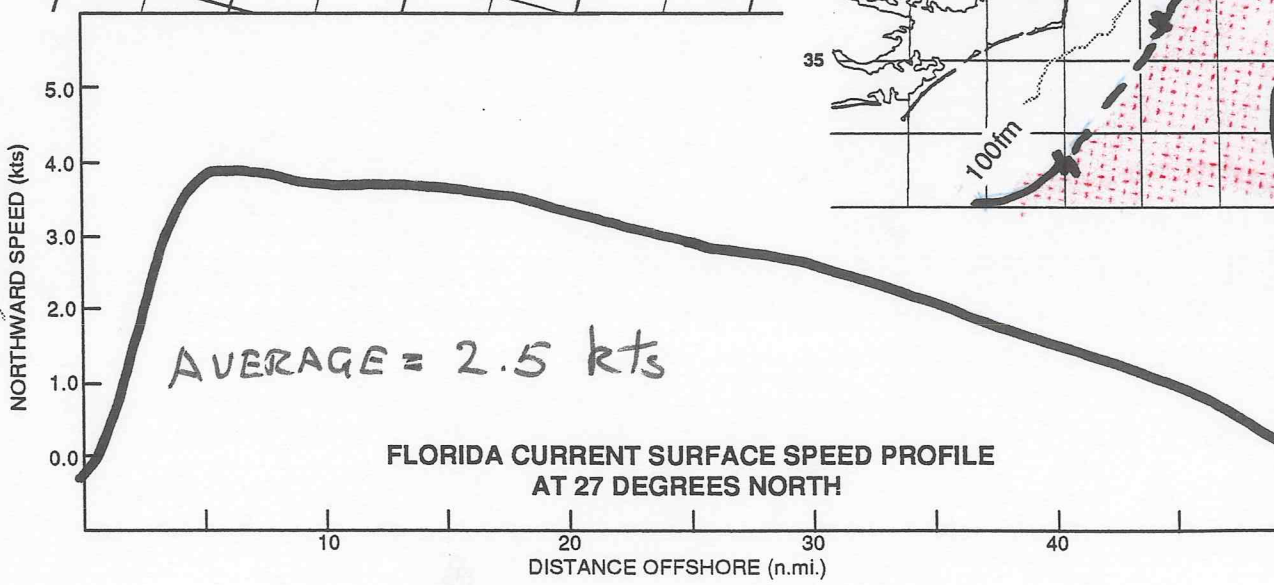 35
100fm
NORTHWARD SPEED (kts)
5.0
4.0
3.0
2.0
1.0
0.0
AVERAGE = 2.5 kts
FLORIDA CURRENT SURFACE SPEED PROFILE
AT 27 DEGREES NORTH
10
20
30
40
DISTANCE OFFSHORE (n.mi.)